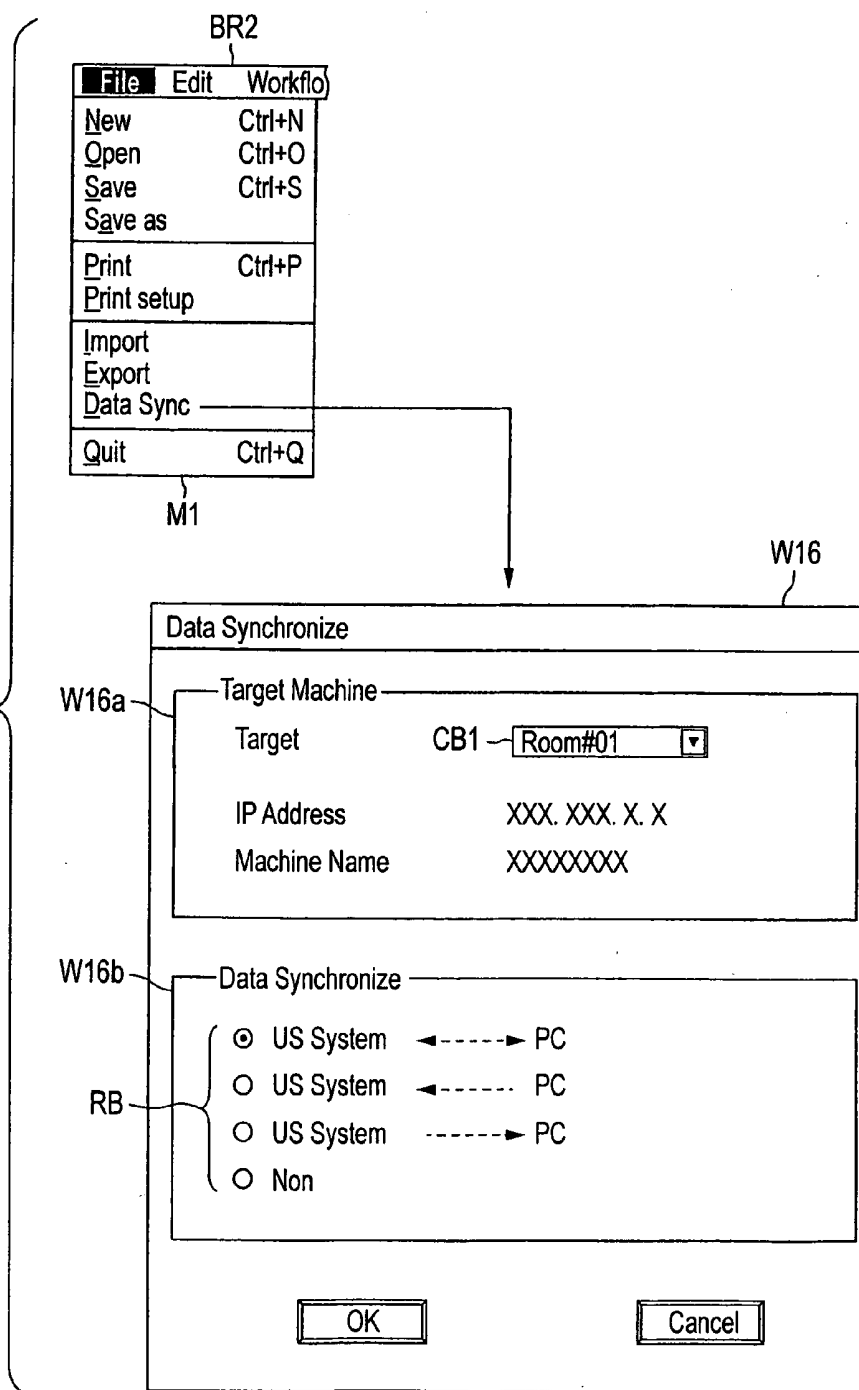 BR2
File Edit Workflo
New Ctrl+N
Open Ctrl+O
Save Ctrl+S
Save as
Print Ctrl+P
Print setup
Import
Export
Data Sync
Quit Ctrl+Q
M1
W16
Data Synchronize
W16a
Target Machine
Target CB1 Room#01
IP Address XXX. XXX. X. X
Machine Name XXXXXXXX
W16b
Data Synchronize
RB
US System PC
US System PC
US System PC
Non
OK Cancel